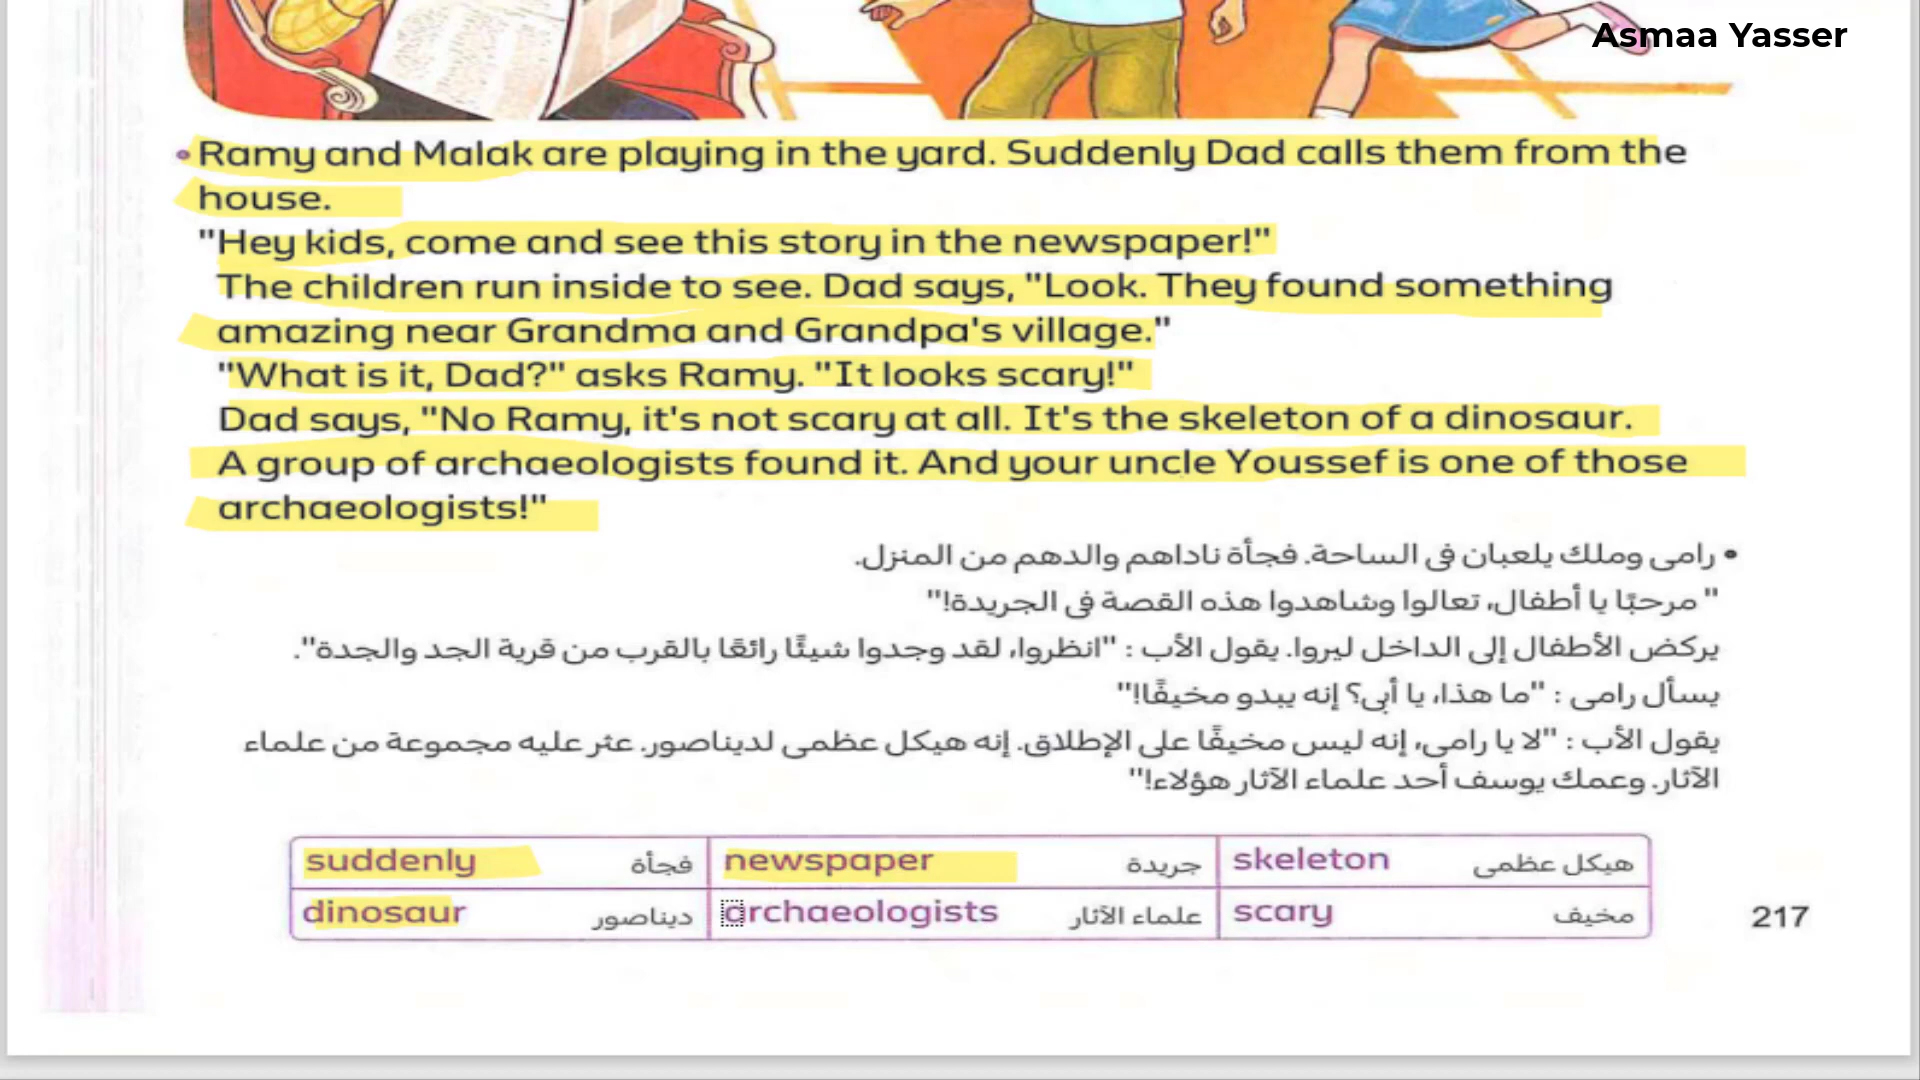 Asmaa Yasser
• Ramy and Malak are playing in the yard. Suddenly Dad calls them from the
house.
"Hey kids, come and see this story in the newspaper!"
The children run inside to see. Dad says, "Look. They found something
amazing near Grandma and Grandpa's village."
"What is it, Dad?" asks Ramy. "It looks scary!"
Dad says, "No Ramy, it's not scary at all. It's the skeleton of a dinosaur.
A group of archaeologists found it. And your uncle Youssef is one of those
archaeologists!"
• رامى وملك يلعبان فى الساحة. فجأة ناداهم والدهم من المنزل.
" مرحبًا يا أطفال، تعالوا وشاهدوا هذه القصة فى الجريدة!"
يركض الأطفال إلى الداخل ليروا. يقول الأب : "انظروا، لقد وجدوا شيئًا رائعًا بالقرب من قرية الجد والجدة".
يسأل رامى : "ما هذا، يا أبى؟ إنه يبدو مخيفًا!"
يقول الأب : "لا يا رامى، إنه ليس مخيفًا على الإطلاق. إنه هيكل عظمى لديناصور. عثر عليه مجموعة من علماء
الآثار. وعمك يوسف أحد علماء الآثار هؤلاء!"
suddenly فجأة newspaper جريدة skeleton هيكل عظمى
dinosaur ديناصور archaeologists علماء الآثار scary مخيف
217